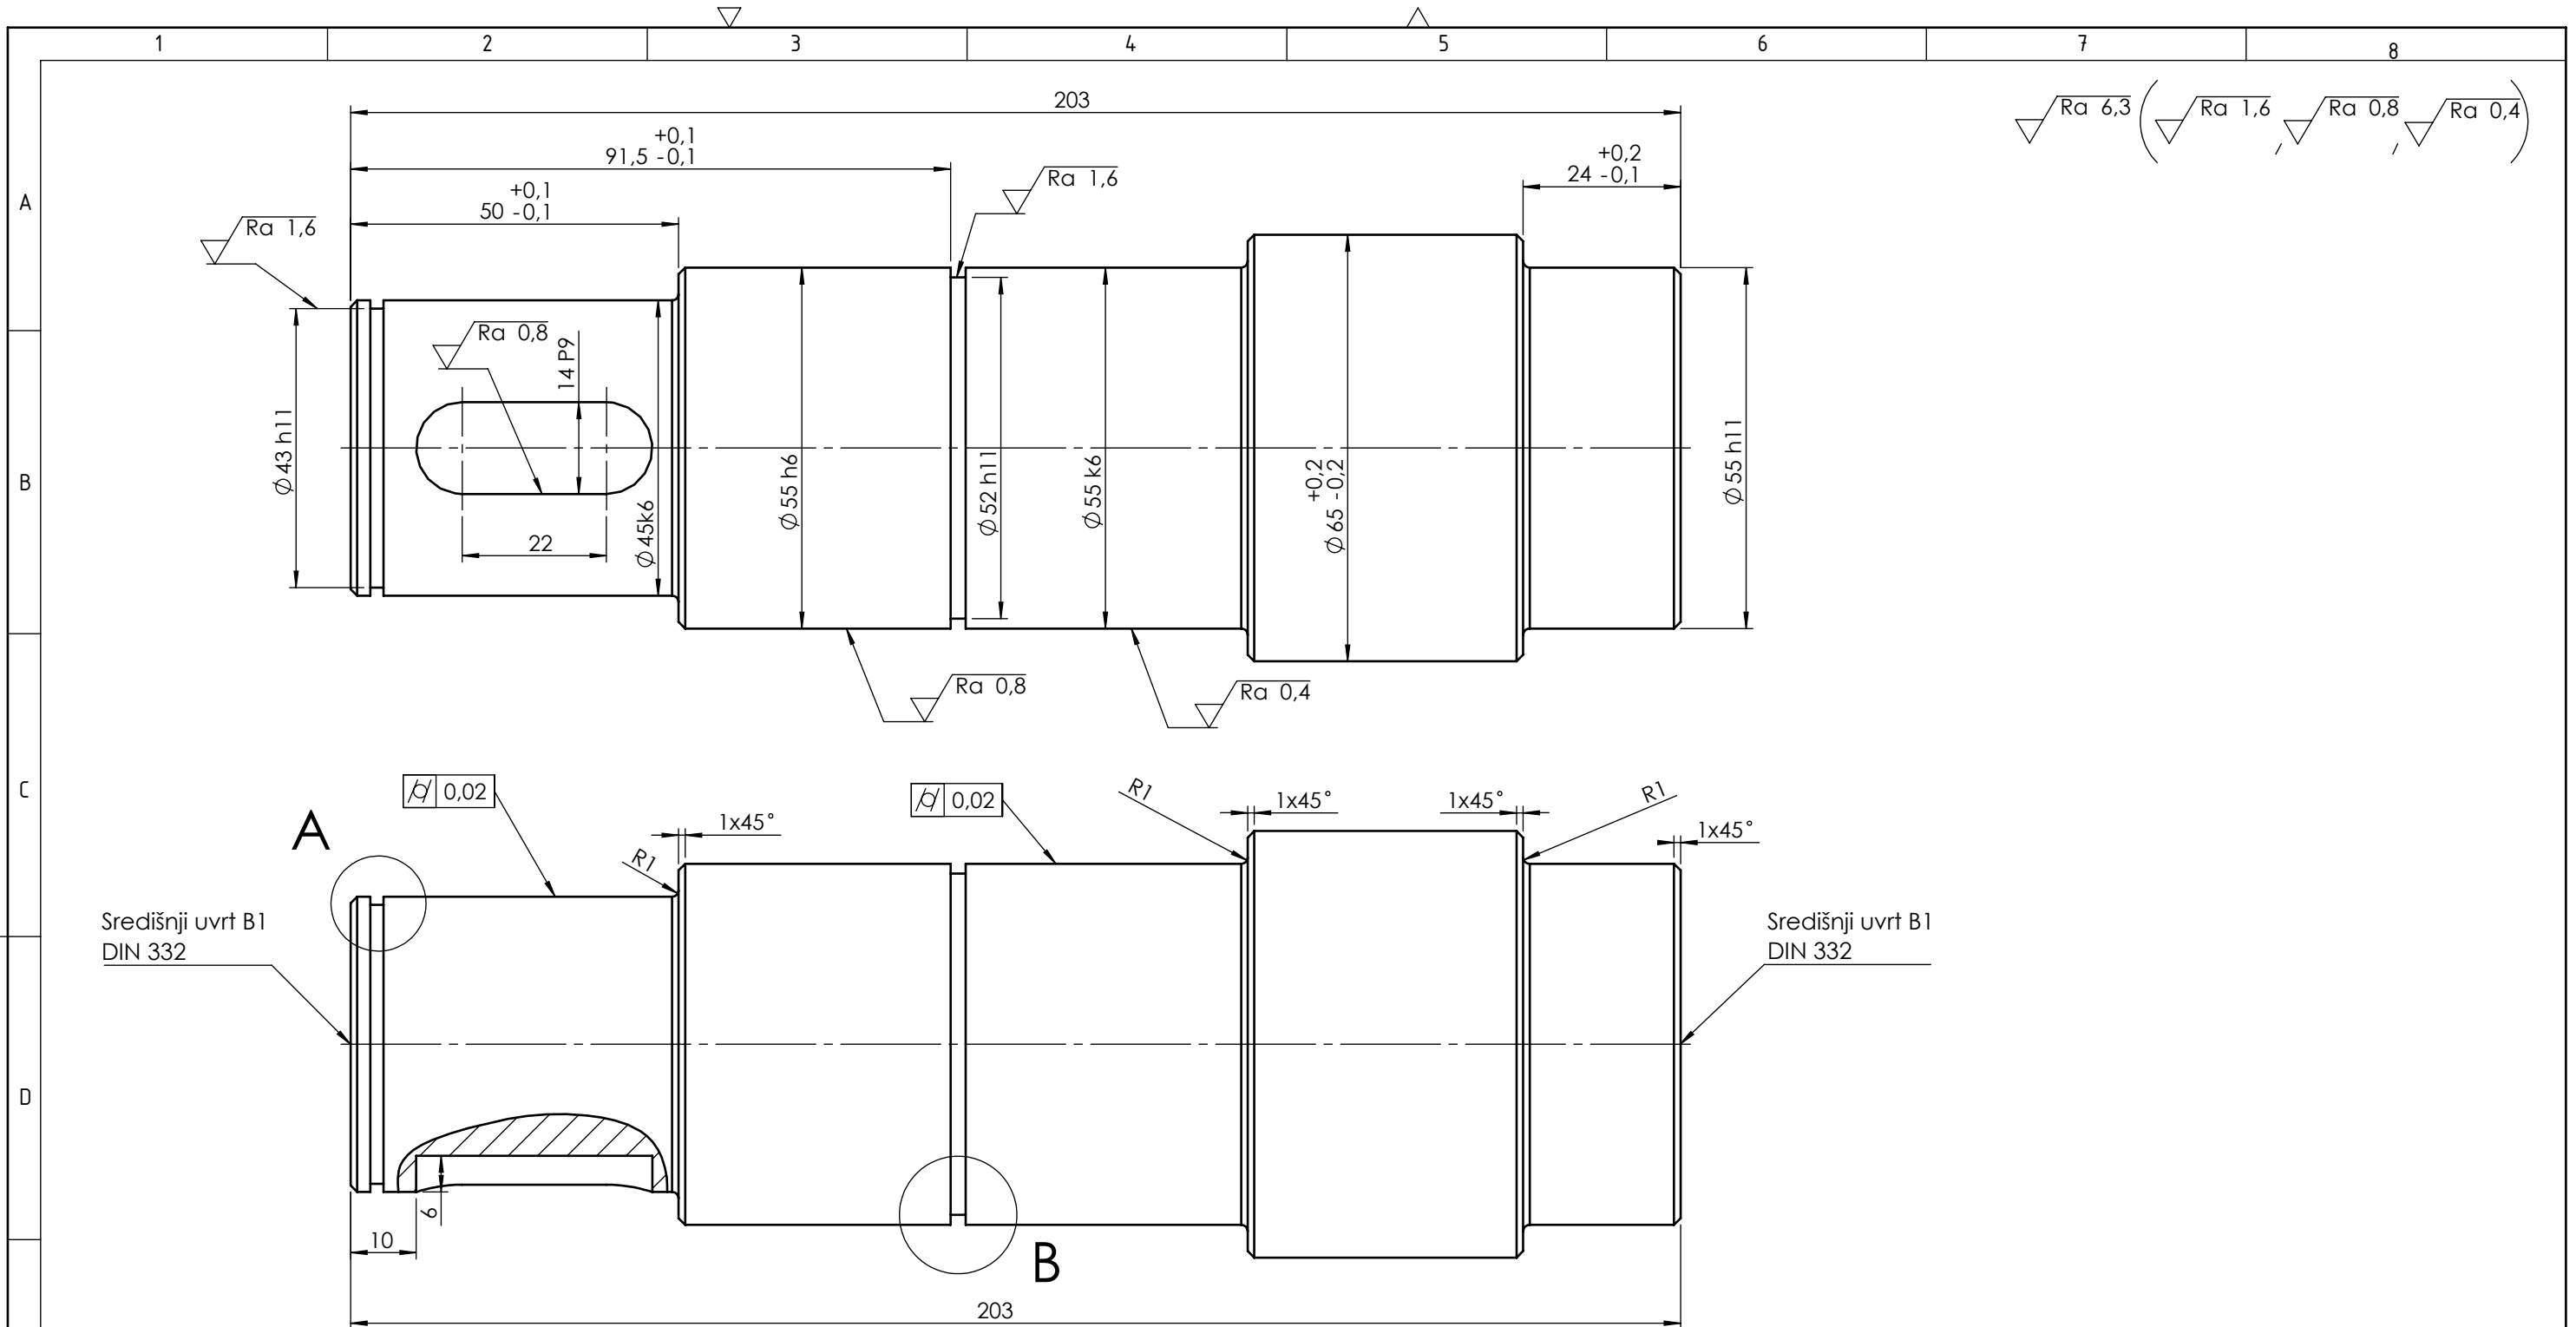 1 2 3 4 5 6 7 8
203
Ra 6,3 ( Ra 1,6 , Ra 0,8 , Ra 0,4 )
+0,1
91,5 -0,1
+0,2
24 -0,1
Ra 1,6
+0,1
50 -0,1
A
Ra 1,6
Ra 0,8
14 P9
Ø43 h11
B
22
Ø45k6
Ø55 h6
Ø52 h11
Ø55 k6
+0,2
Ø65 -0,2
Ø55 h11
Ra 0,8
Ra 0,4
C
0,02
0,02
R1
1x45°
1x45°
R1
1x45°
1x45°
A
R1
Središnji uvrt B1
DIN 332
Središnji uvrt B1
DIN 332
D
6
10
B
203